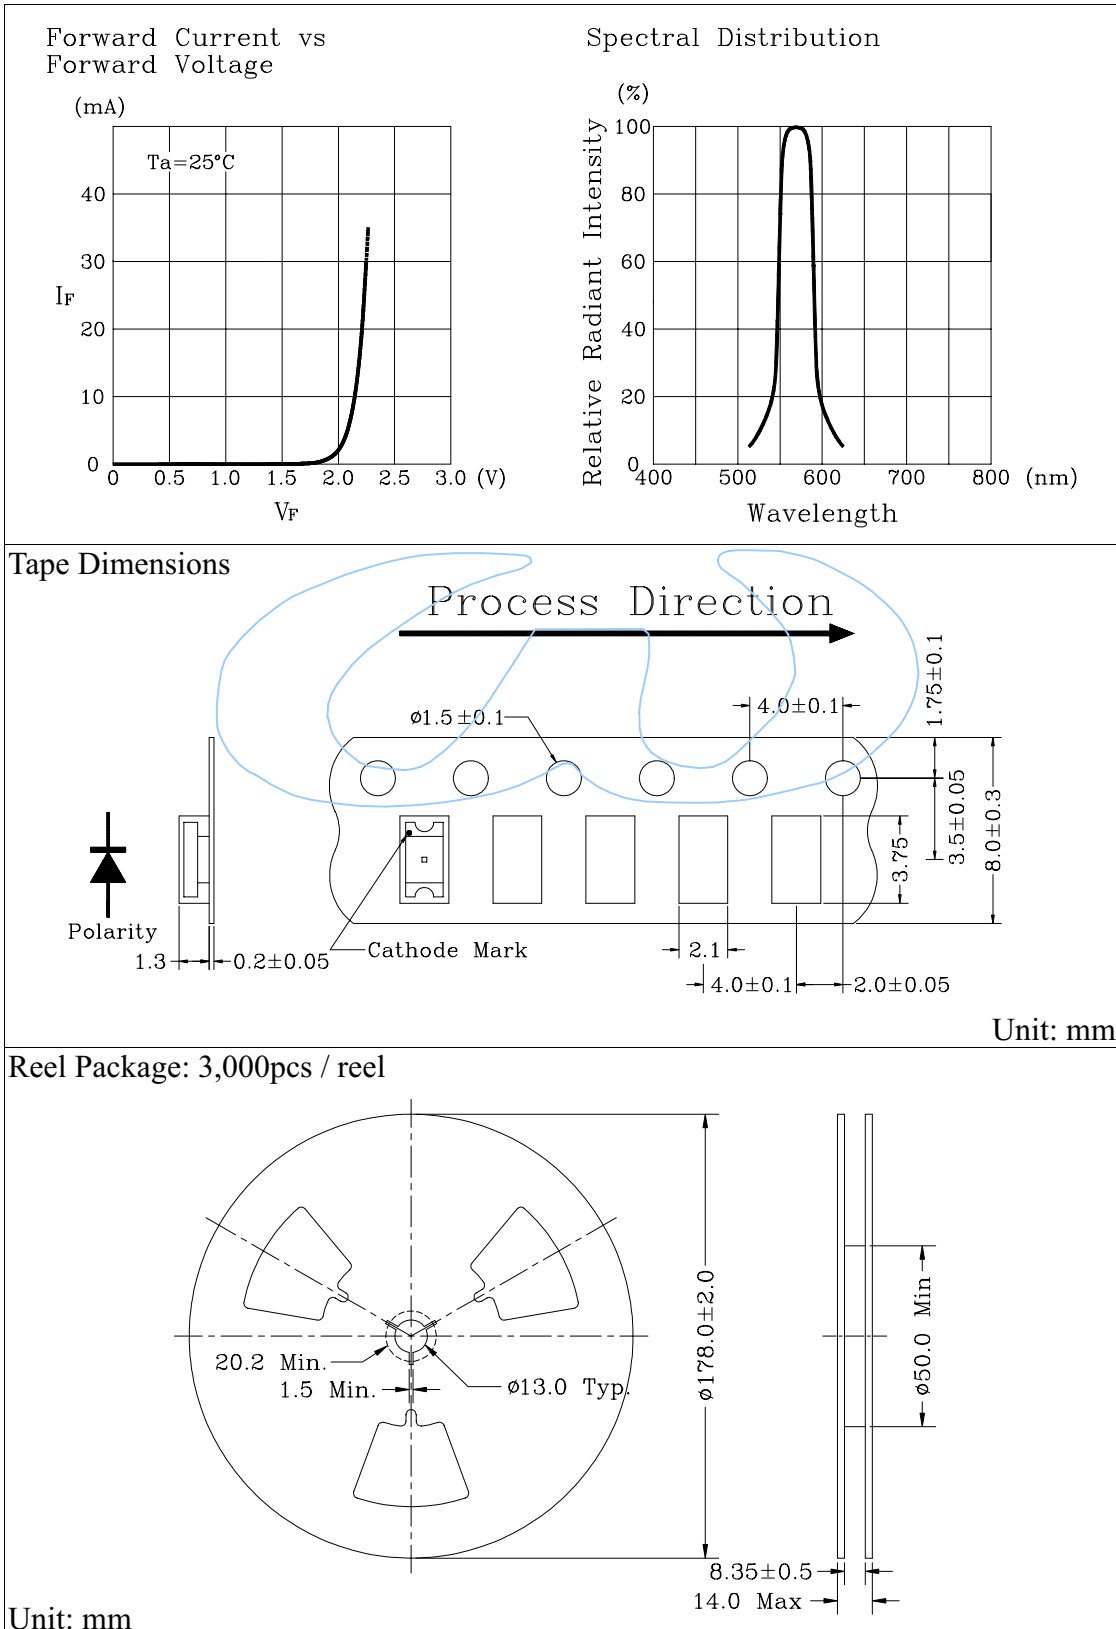 Forward Current vs
Forward Voltage
(mA)
Ta=25°C
40
30
IF
20
10
0
0 0.5 1.0 1.5 2.0 2.5 3.0 (V)
VF
Spectral Distribution
(%)
Relative Radiant Intensity
100
80
60
40
20
0
400 500 600 700 800 (nm)
Wavelength
Tape Dimensions
Process Direction
ø1.5±0.1
4.0±0.1
1.75±0.1
3.5±0.05
8.0±0.3
3.75
Polarity
1.3
0.2±0.05
Cathode Mark
2.1
4.0±0.1
2.0±0.05
Unit: mm
Reel Package: 3,000pcs / reel
20.2 Min.
1.5 Min.
ø13.0 Typ.
ø178.0±2.0
ø50.0 Min
8.35±0.5
14.0 Max
Unit: mm